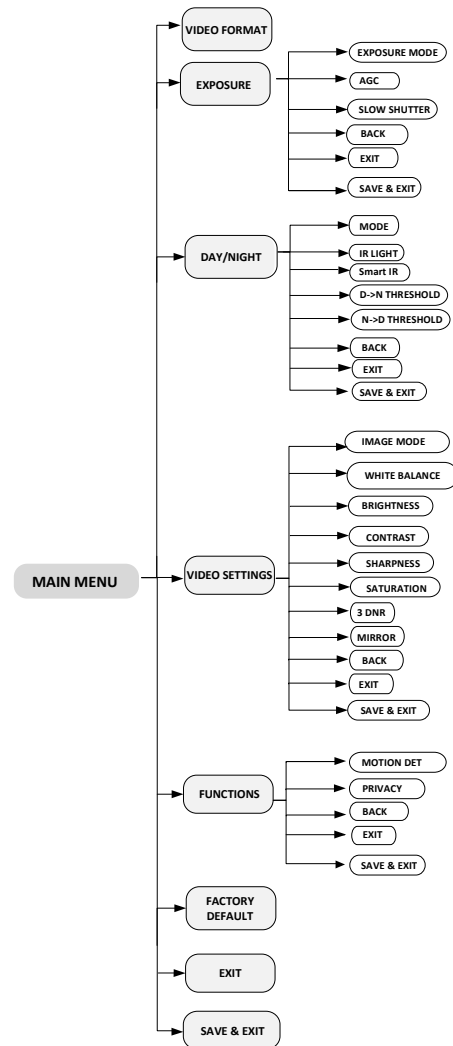 VIDEO FORMAT
EXPOSURE
EXPOSURE MODE
AGC
SLOW SHUTTER
BACK
EXIT
SAVE & EXIT
DAY/NIGHT
MODE
IR LIGHT
Smart IR
D->N THRESHOLD
N->D THRESHOLD
BACK
EXIT
SAVE & EXIT
MAIN MENU
VIDEO SETTINGS
IMAGE MODE
WHITE BALANCE
BRIGHTNESS
CONTRAST
SHARPNESS
SATURATION
3 DNR
MIRROR
BACK
EXIT
SAVE & EXIT
FUNCTIONS
MOTION DET
PRIVACY
BACK
EXIT
SAVE & EXIT
FACTORY
DEFAULT
EXIT
SAVE & EXIT